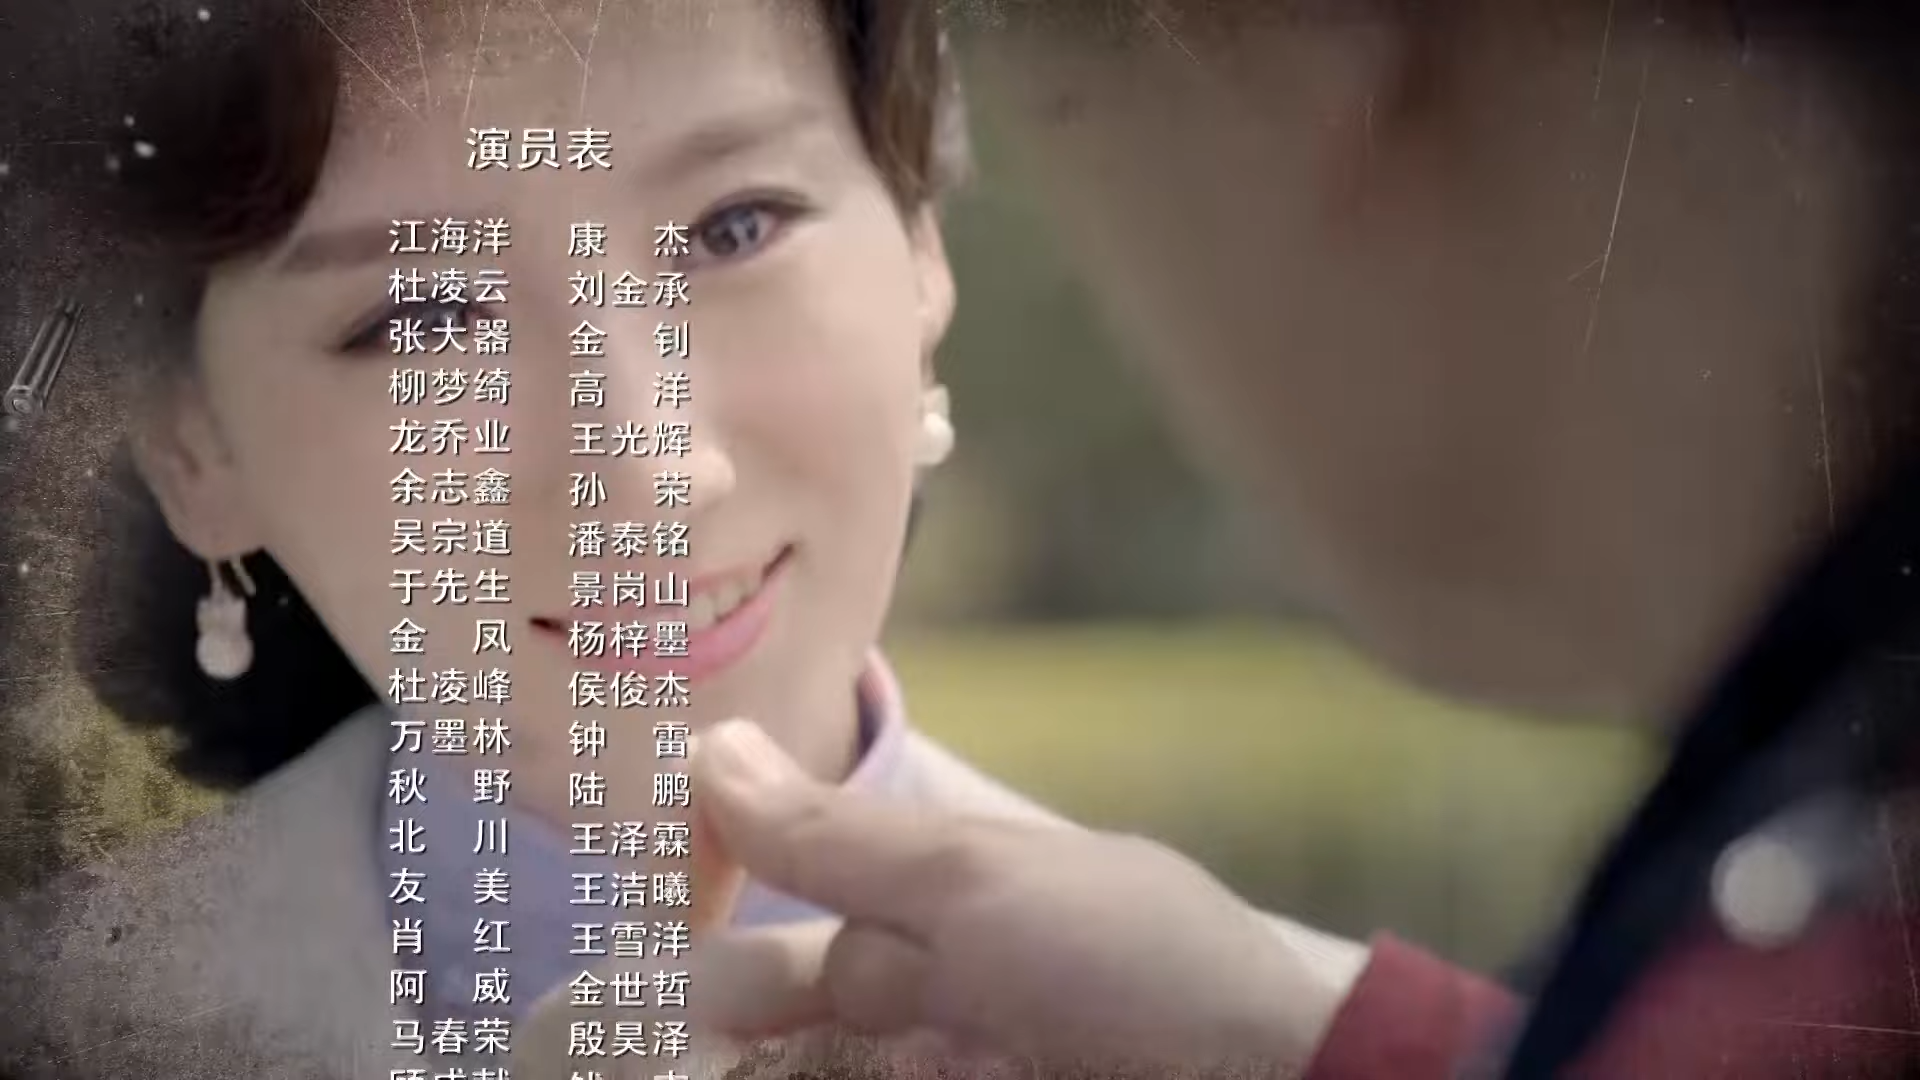 演员表
江海洋 康杰
杜凌云 刘金承
张大器 金钊
柳梦绮 高洋
龙乔业 王光辉
余志鑫 孙荣
吴宗道 潘泰铭
于先生 景岗山
金凤 杨梓墨
杜凌峰 侯俊杰
万墨林 钟雷
秋野 陆鹏
北川 王泽霖
友美 王洁曦
肖红 王雪洋
阿威 金世哲
马春荣 殷昊泽